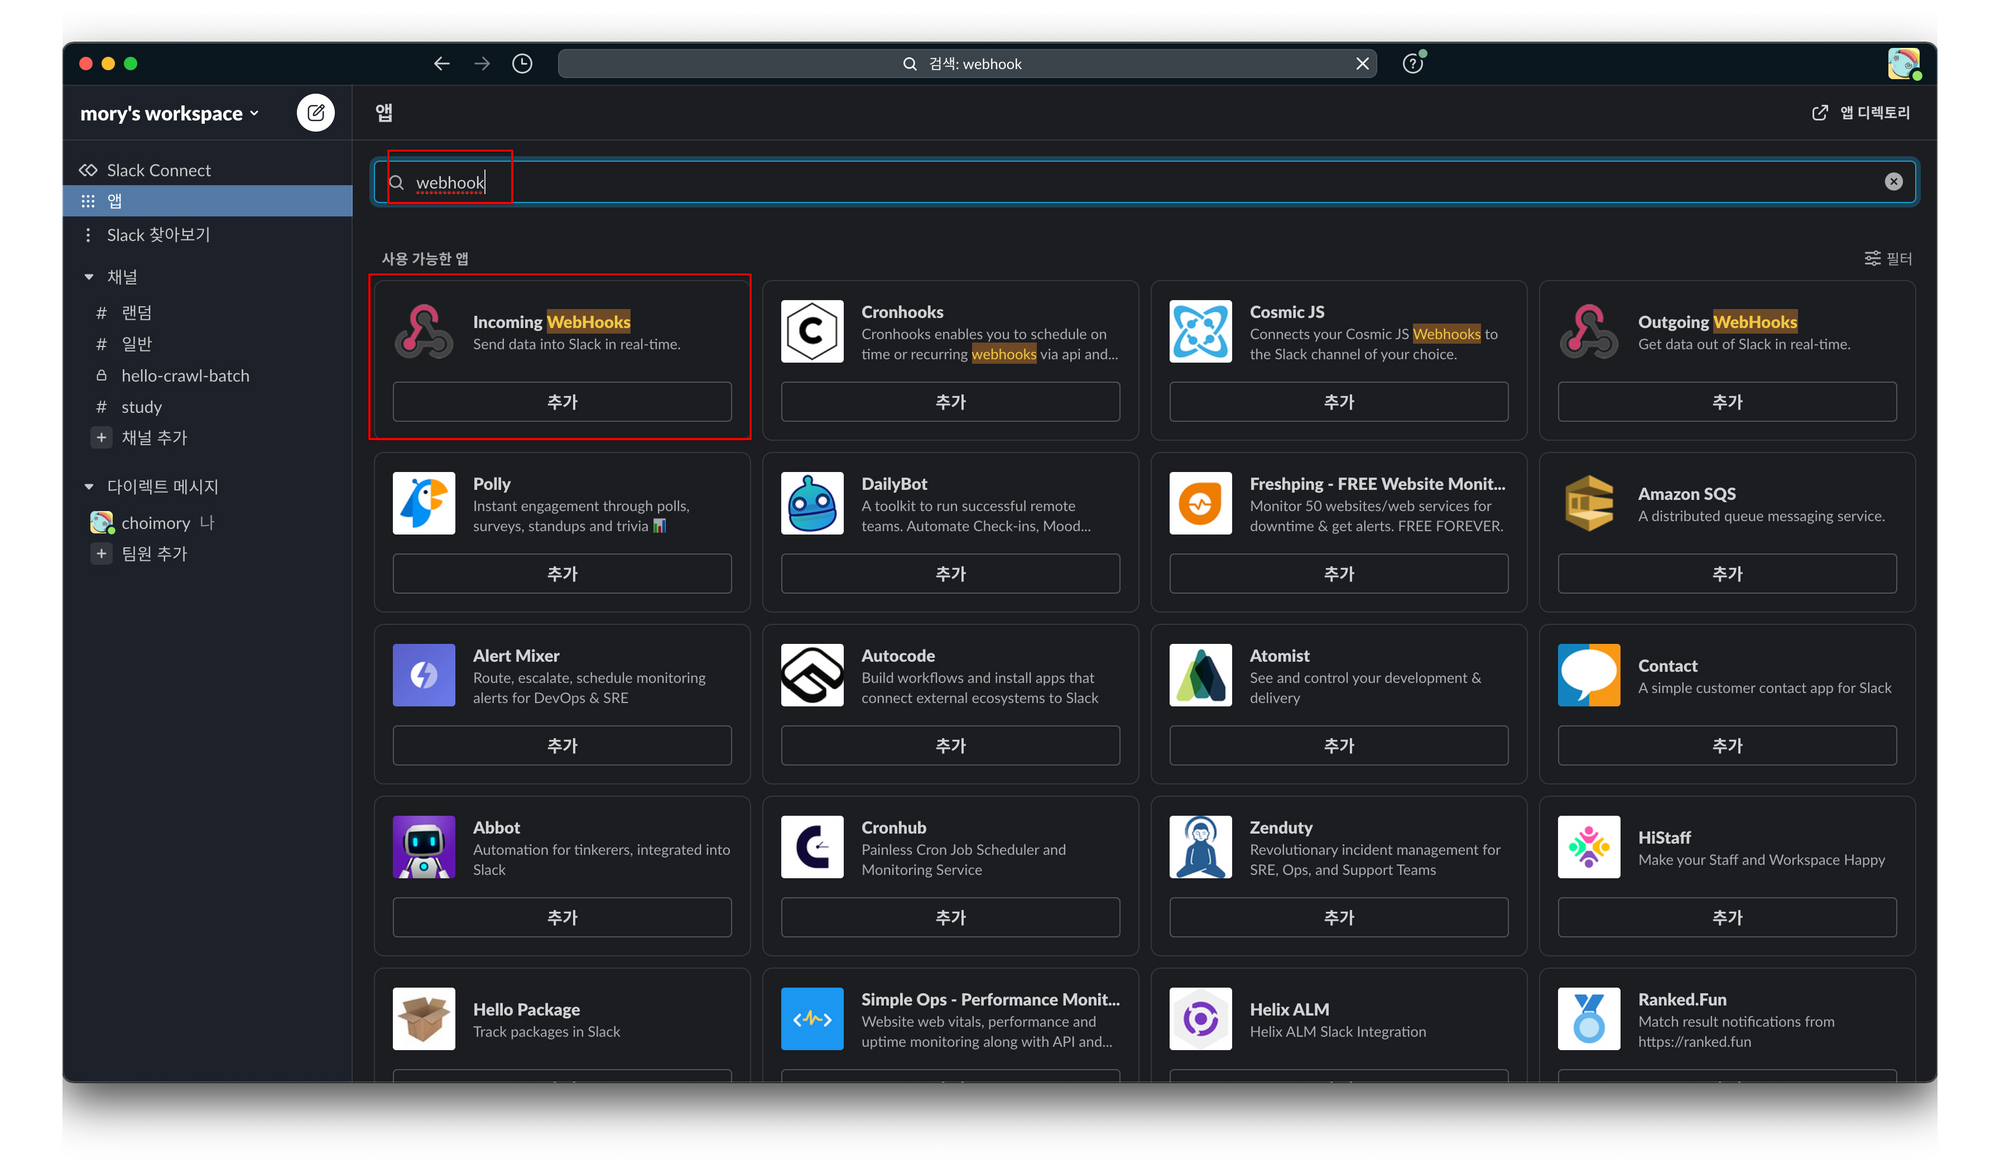 검색: webhook
mory's workspace
앱
앱 디렉토리
Slack Connect
앱
Slack 찾아보기
채널
# 랜덤
# 일반
hello-crawl-batch
# study
+ 채널 추가
다이렉트 메시지
choimory 나
+ 팀원 추가
webhook
사용 가능한 앱
필터
Incoming WebHooks
Send data into Slack in real-time.
추가
Cronhooks
Cronhooks enables you to schedule on
time or recurring webhooks via api and...
추가
Cosmic JS
Connects your Cosmic JS Webhooks to
the Slack channel of your choice.
추가
Outgoing WebHooks
Get data out of Slack in real-time.
추가
Polly
Instant engagement through polls,
surveys, standups and trivia 📊
추가
DailyBot
A toolkit to run successful remote
teams. Automate Check-ins, Mood...
추가
Freshping - FREE Website Monit...
Monitor 50 websites/web services for
downtime & get alerts. FREE FOREVER.
추가
Amazon SQS
A distributed queue messaging service.
추가
Alert Mixer
Route, escalate, schedule monitoring
alerts for DevOps & SRE
추가
Autocode
Build workflows and install apps that
connect external ecosystems to Slack
추가
Atomist
See and control your development &
delivery
추가
Contact
A simple customer contact app for Slack
추가
Abbot
Automation for tinkerers, integrated into
Slack
추가
Cronhub
Painless Cron Job Scheduler and
Monitoring Service
추가
Zenduty
Revolutionary incident management for
SRE, Ops, and Support Teams
추가
HiStaff
Make your Staff and Workspace Happy
추가
Hello Package
Track packages in Slack
Simple Ops - Performance Monit...
Website web vitals, performance and
uptime monitoring along with API and...
Helix ALM
Helix ALM Slack Integration
Ranked.Fun
Match result notifications from
https://ranked.fun